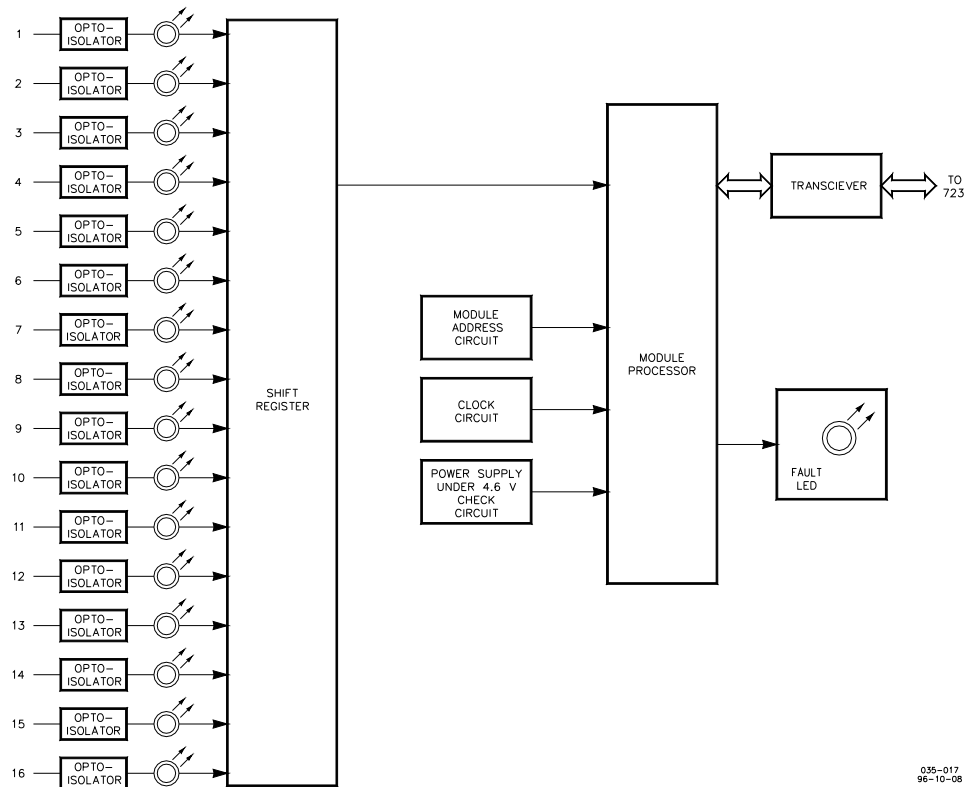 1
OPTO-
ISOLATOR
2
OPTO-
ISOLATOR
3
OPTO-
ISOLATOR
4
OPTO-
ISOLATOR
5
OPTO-
ISOLATOR
6
OPTO-
ISOLATOR
7
OPTO-
ISOLATOR
8
OPTO-
ISOLATOR
9
OPTO-
ISOLATOR
10
OPTO-
ISOLATOR
11
OPTO-
ISOLATOR
12
OPTO-
ISOLATOR
13
OPTO-
ISOLATOR
14
OPTO-
ISOLATOR
15
OPTO-
ISOLATOR
16
OPTO-
ISOLATOR
SHIFT
REGISTER
MODULE
ADDRESS
CIRCUIT
CLOCK
CIRCUIT
POWER SUPPLY
UNDER 4.6 V
CHECK
CIRCUIT
MODULE
PROCESSOR
TRANSCIEVER
TO
723
FAULT
LED
035-017
96-10-08